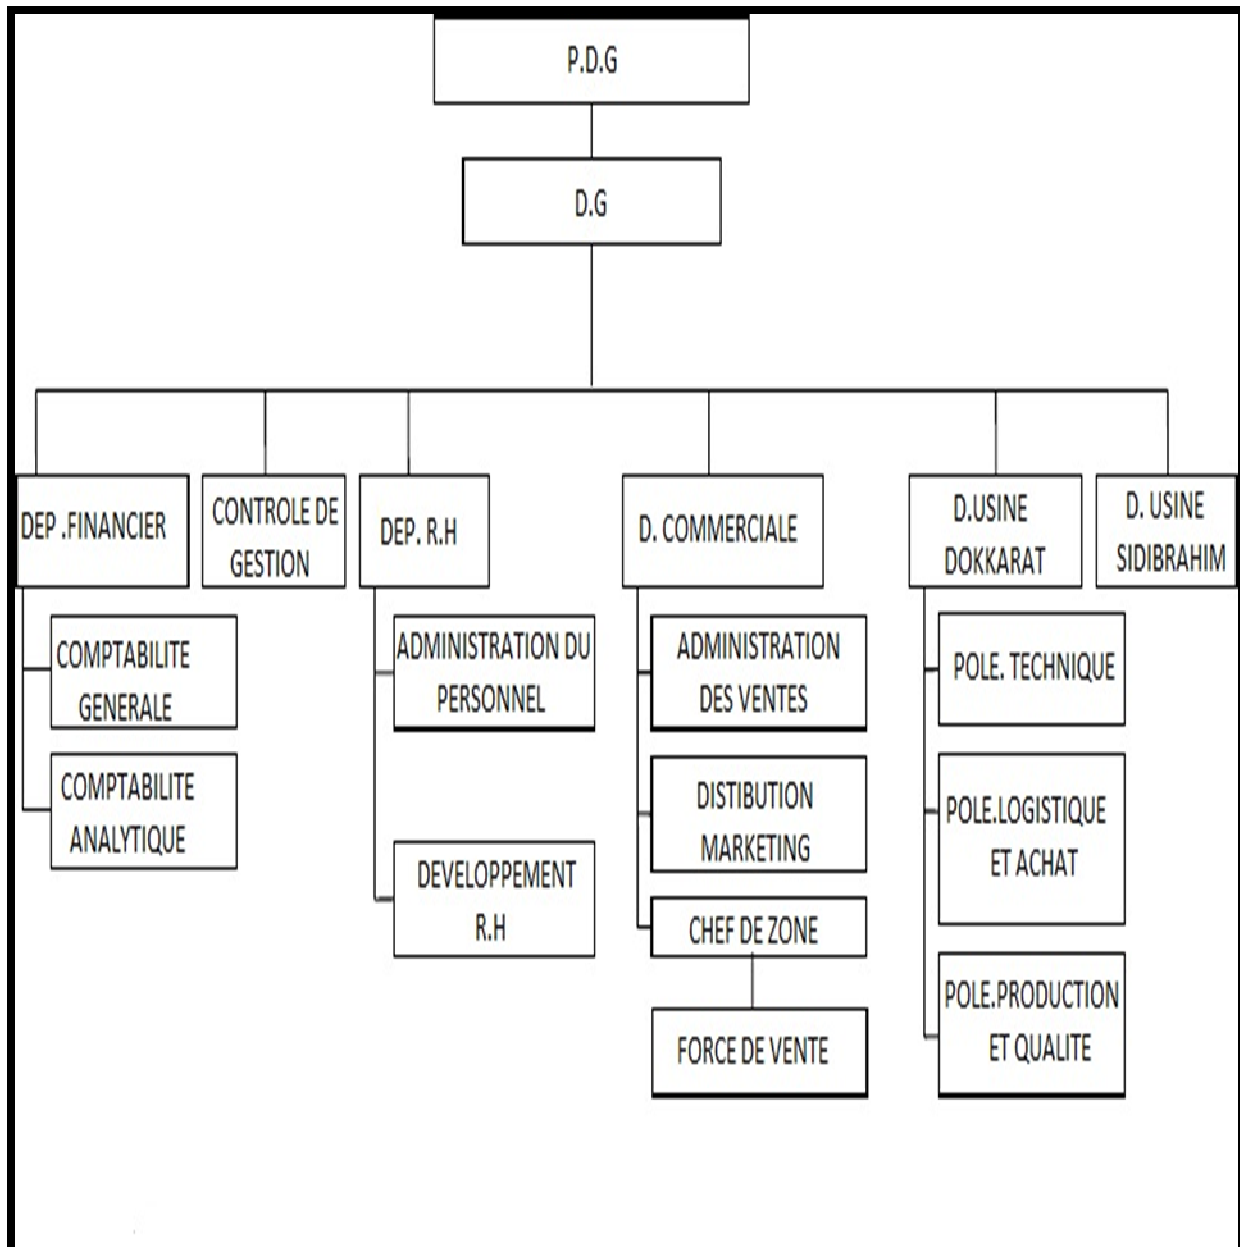 P.D.G
D.G
DEP .FINANCIER
CONTROLE DE
GESTION
DEP. R.H
D. COMMERCIALE
D.USINE
DOKKARAT
D. USINE
SIDIBRAHIM
COMPTABILITE
GENERALE
COMPTABILITE
ANALYTIQUE
ADMINISTRATION DU
PERSONNEL
DEVELOPPEMENT
R.H
ADMINISTRATION
DES VENTES
DISTIBUTION
MARKETING
CHEF DE ZONE
FORCE DE VENTE
POLE. TECHNIQUE
POLE.LOGISTIQUE
ET ACHAT
POLE.PRODUCTION
ET QUALITE